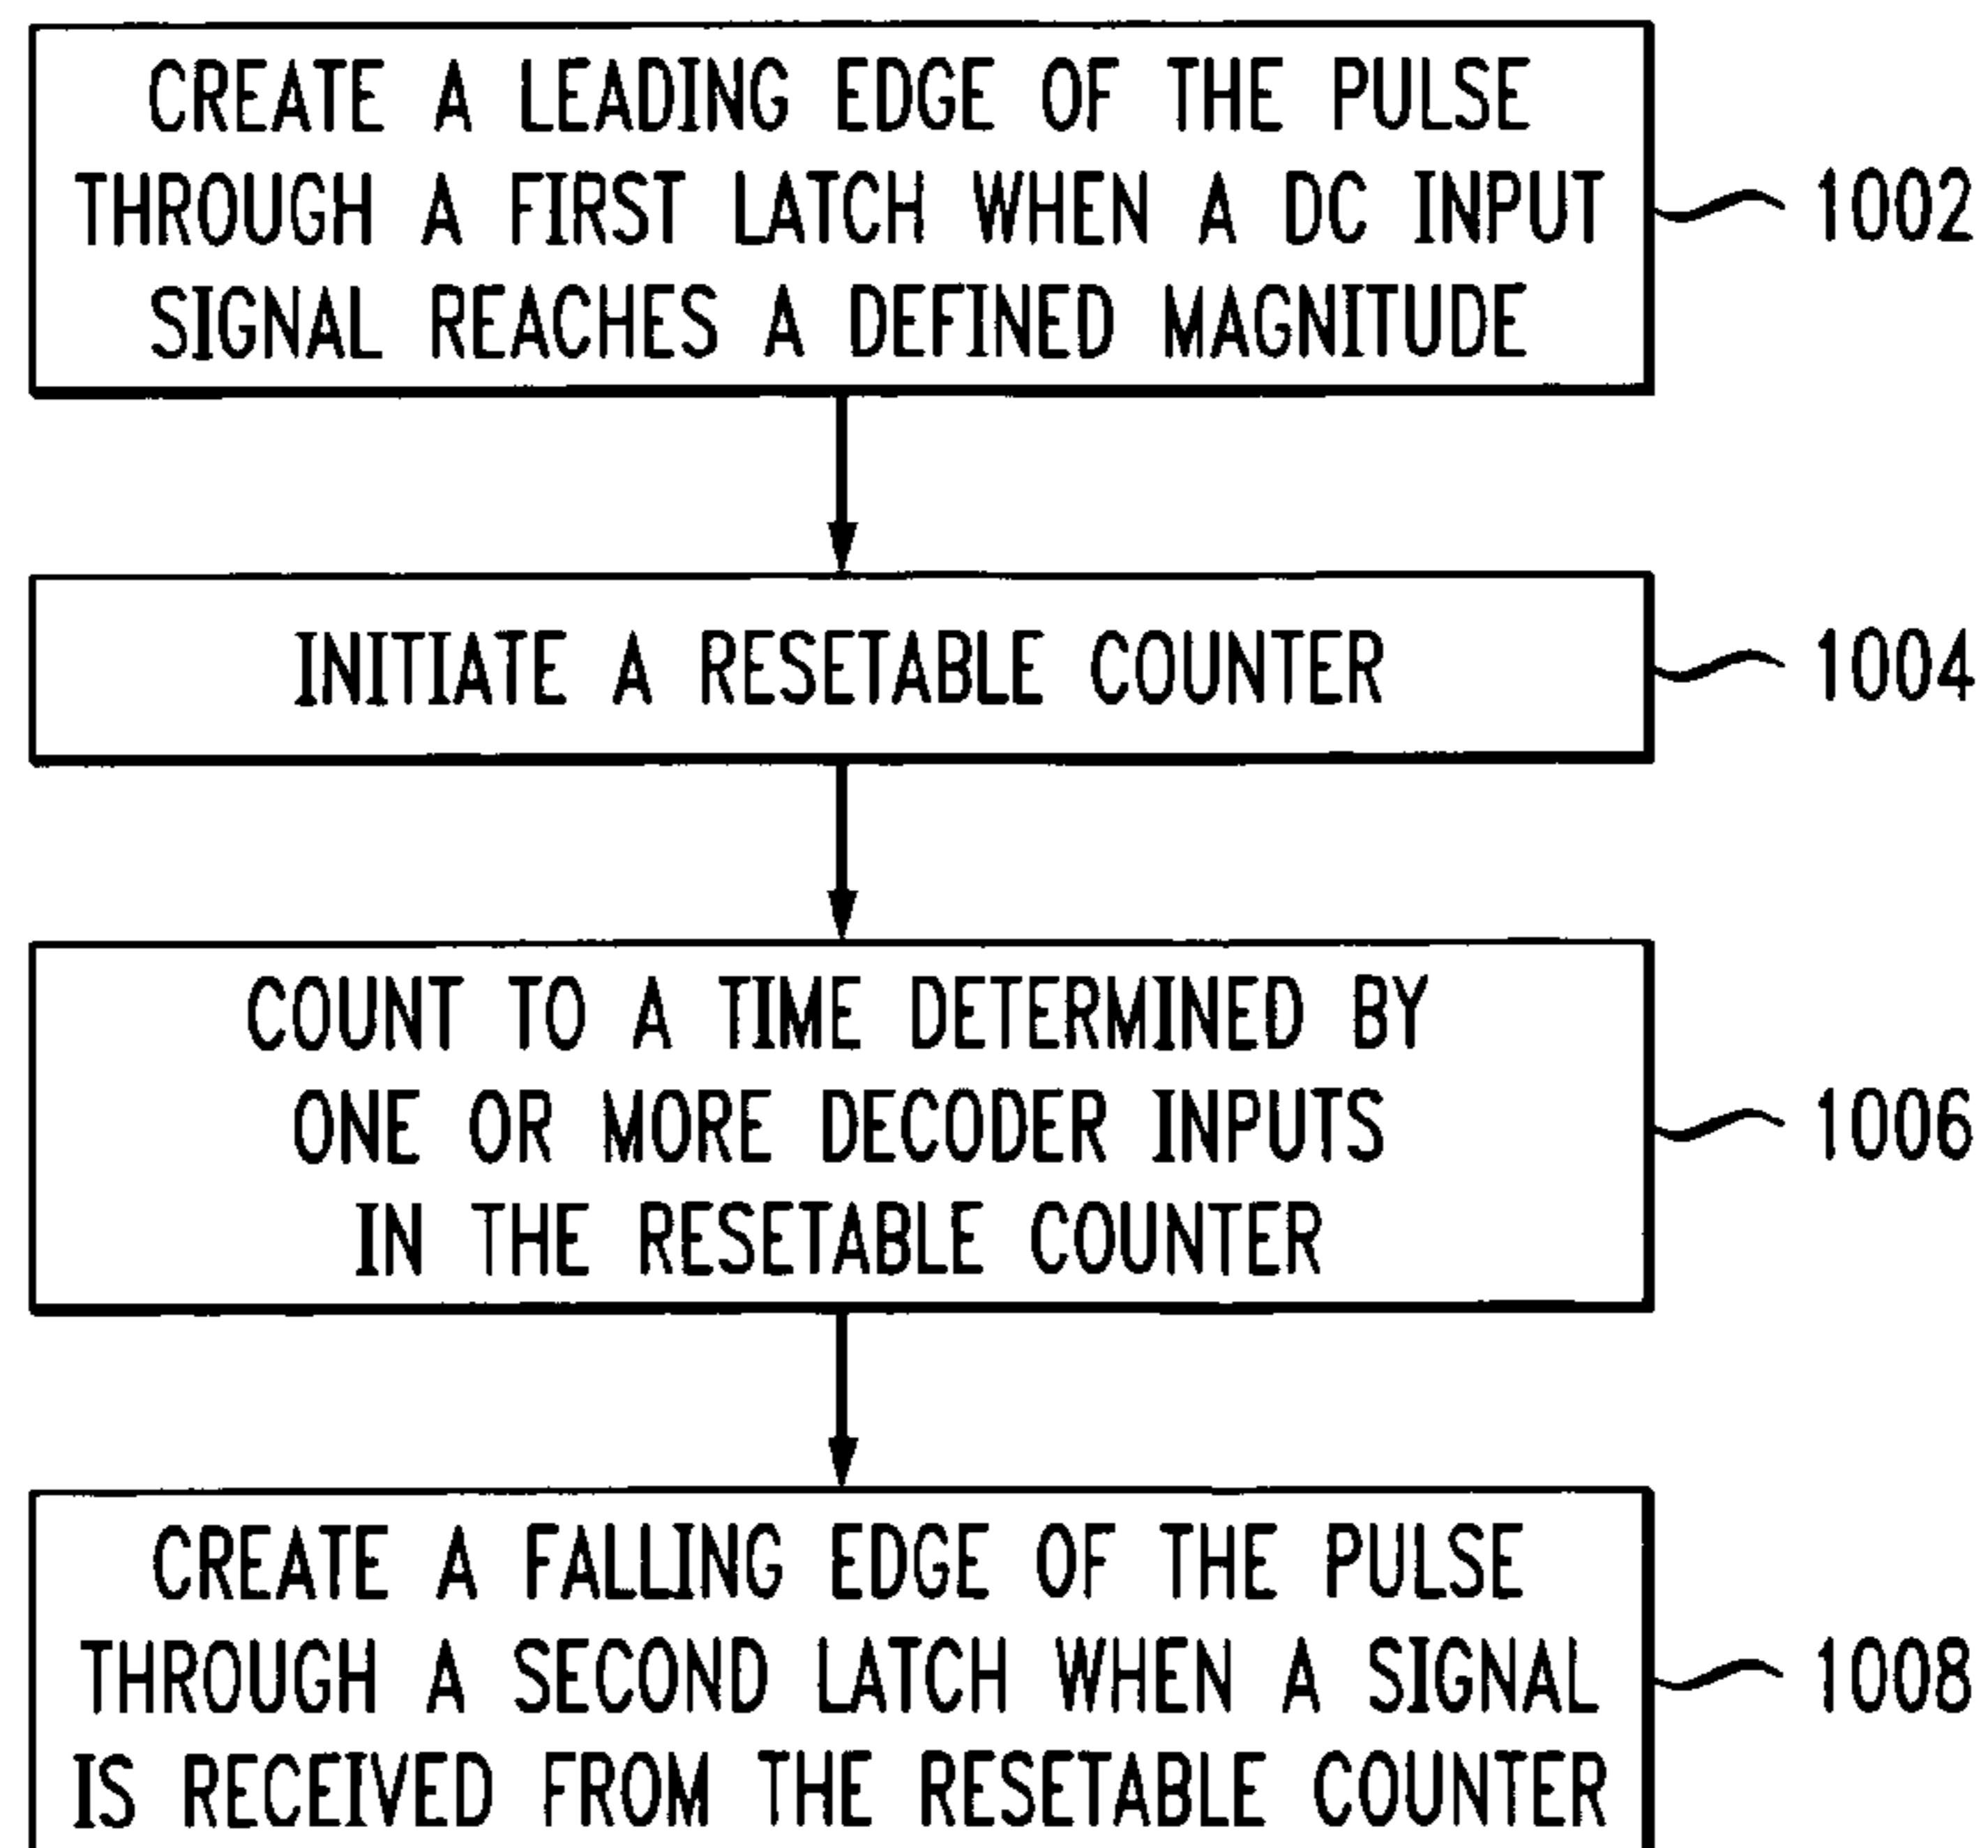 CREATE A LEADING EDGE OF THE PULSE
THROUGH A FIRST LATCH WHEN A DC INPUT
SIGNAL REACHES A DEFINED MAGNITUDE
1002
INITIATE A RESETABLE COUNTER
1004
COUNT TO A TIME DETERMINED BY
ONE OR MORE DECODER INPUTS
IN THE RESETABLE COUNTER
1006
CREATE A FALLING EDGE OF THE PULSE
THROUGH A SECOND LATCH WHEN A SIGNAL
IS RECEIVED FROM THE RESETABLE COUNTER
1008